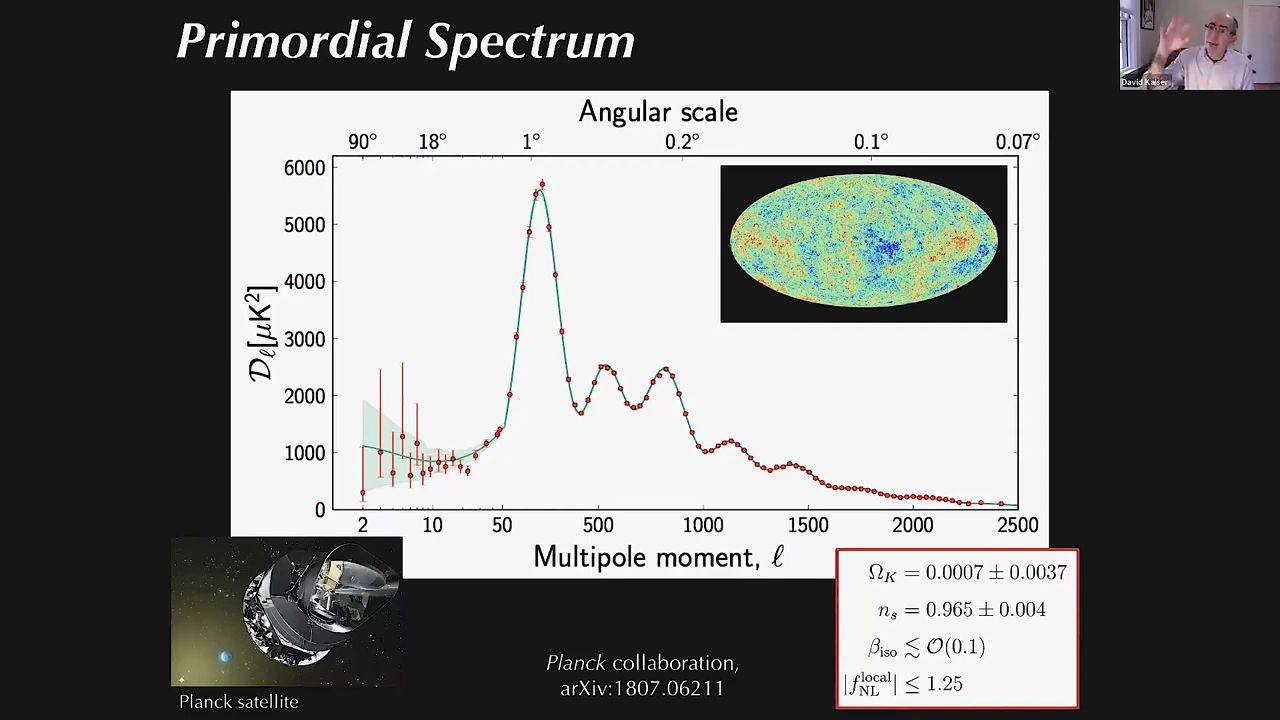 Primordial Spectrum
David Kaiser
Angular scale
90° 18° 1° 0.2° 0.1° 0.07°
6000
5000
4000
3000
2000
1000
0
𝒟ℓ[μK²]
2 10 50 500 1000 1500 2000 2500
Multipole moment, ℓ
Ω_K = 0.0007 ± 0.0037
n_s = 0.965 ± 0.004
β_iso ≲ 𝒪(0.1)
|f_NL^local| ≤ 1.25
Planck collaboration,
arXiv:1807.06211
Planck satellite